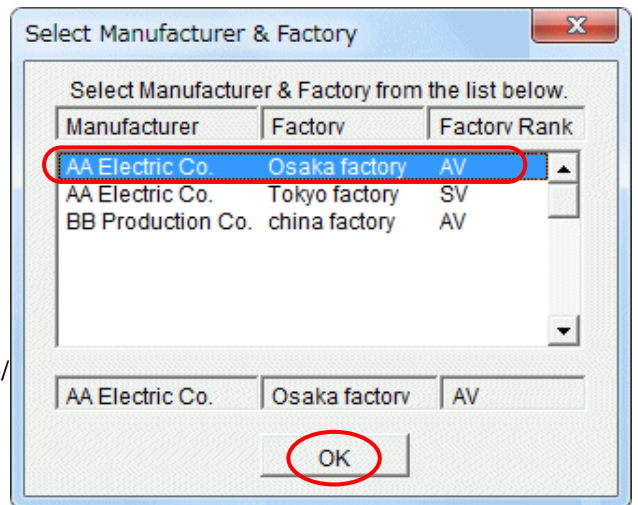 Select Manufacturer & Factory
X
Select Manufacturer & Factory from the list below.
Manufacturer Factory Factory Rank
AA Electric Co. Osaka factory AV
AA Electric Co. Tokyo factory SV
BB Production Co. china factory AV
/
AA Electric Co. Osaka factory AV
OK